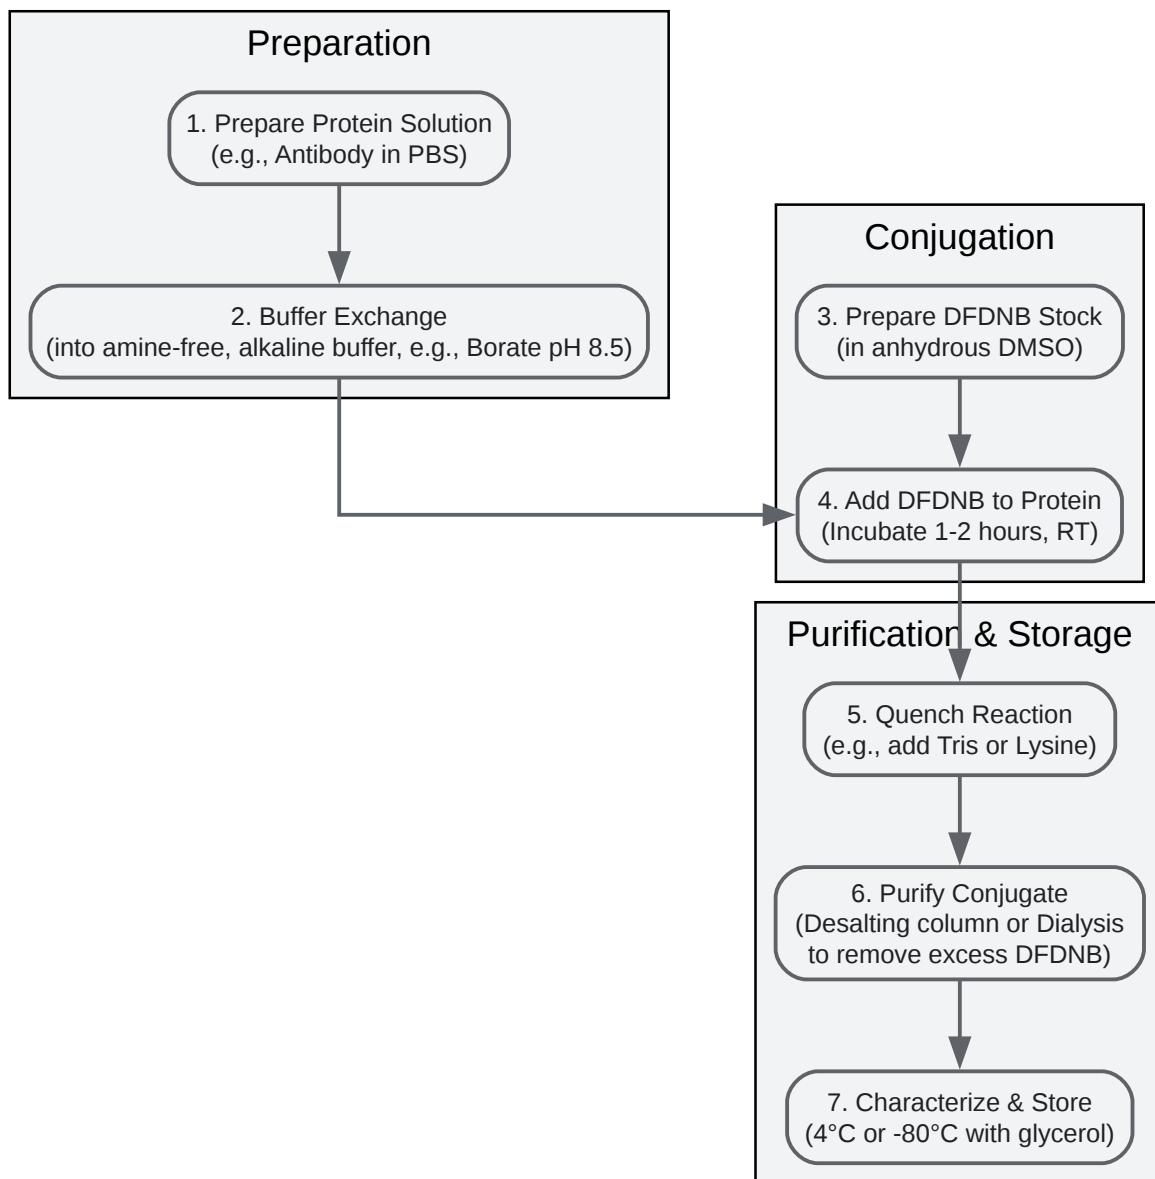 Preparation
1. Prepare Protein Solution
(e.g., Antibody in PBS)
2. Buffer Exchange
(into amine-free, alkaline buffer, e.g., Borate pH 8.5)
Conjugation
3. Prepare DFDNB Stock
(in anhydrous DMSO)
4. Add DFDNB to Protein
(Incubate 1-2 hours, RT)
Purification & Storage
5. Quench Reaction
(e.g., add Tris or Lysine)
6. Purify Conjugate
(Desalting column or Dialysis
to remove excess DFDNB)
7. Characterize & Store
(4°C or -80°C with glycerol)